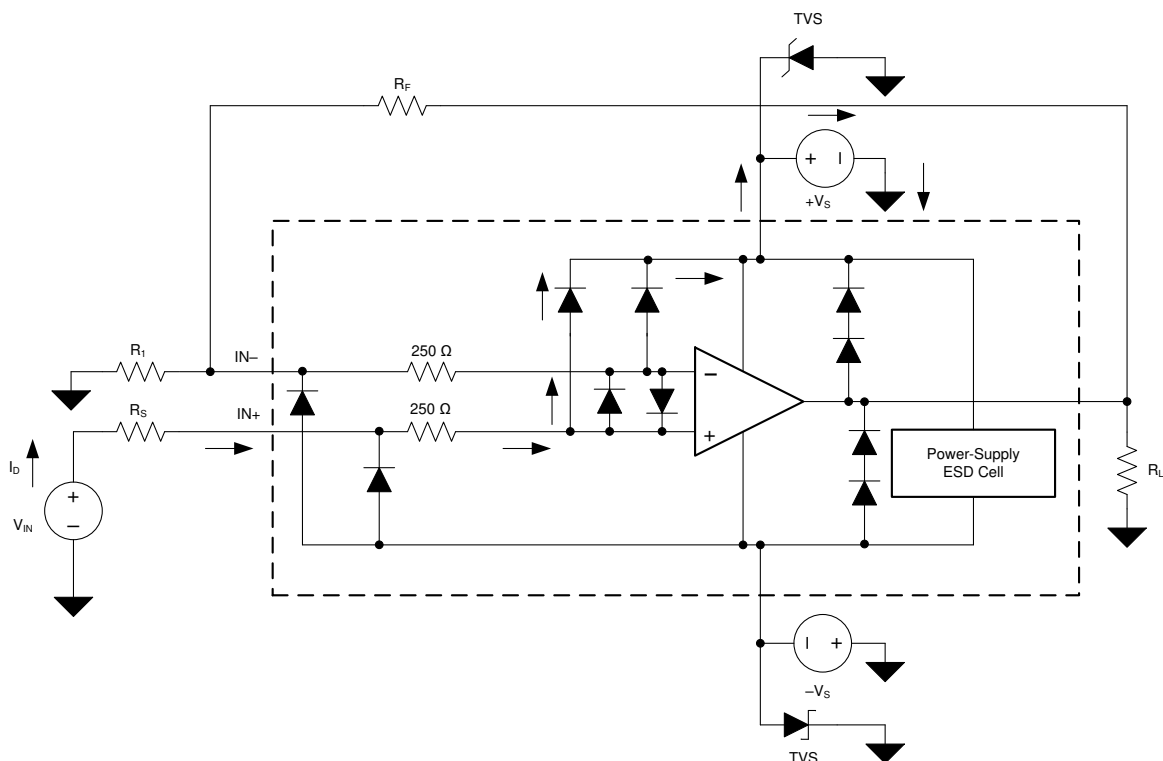 TVS
R_F
+
I
+V_S
R_1
IN–
250 Ω
–
R_S
IN+
250 Ω
+
I_D
+
–
V_IN
Power-Supply
ESD Cell
R_L
I
+
–V_S
TVS